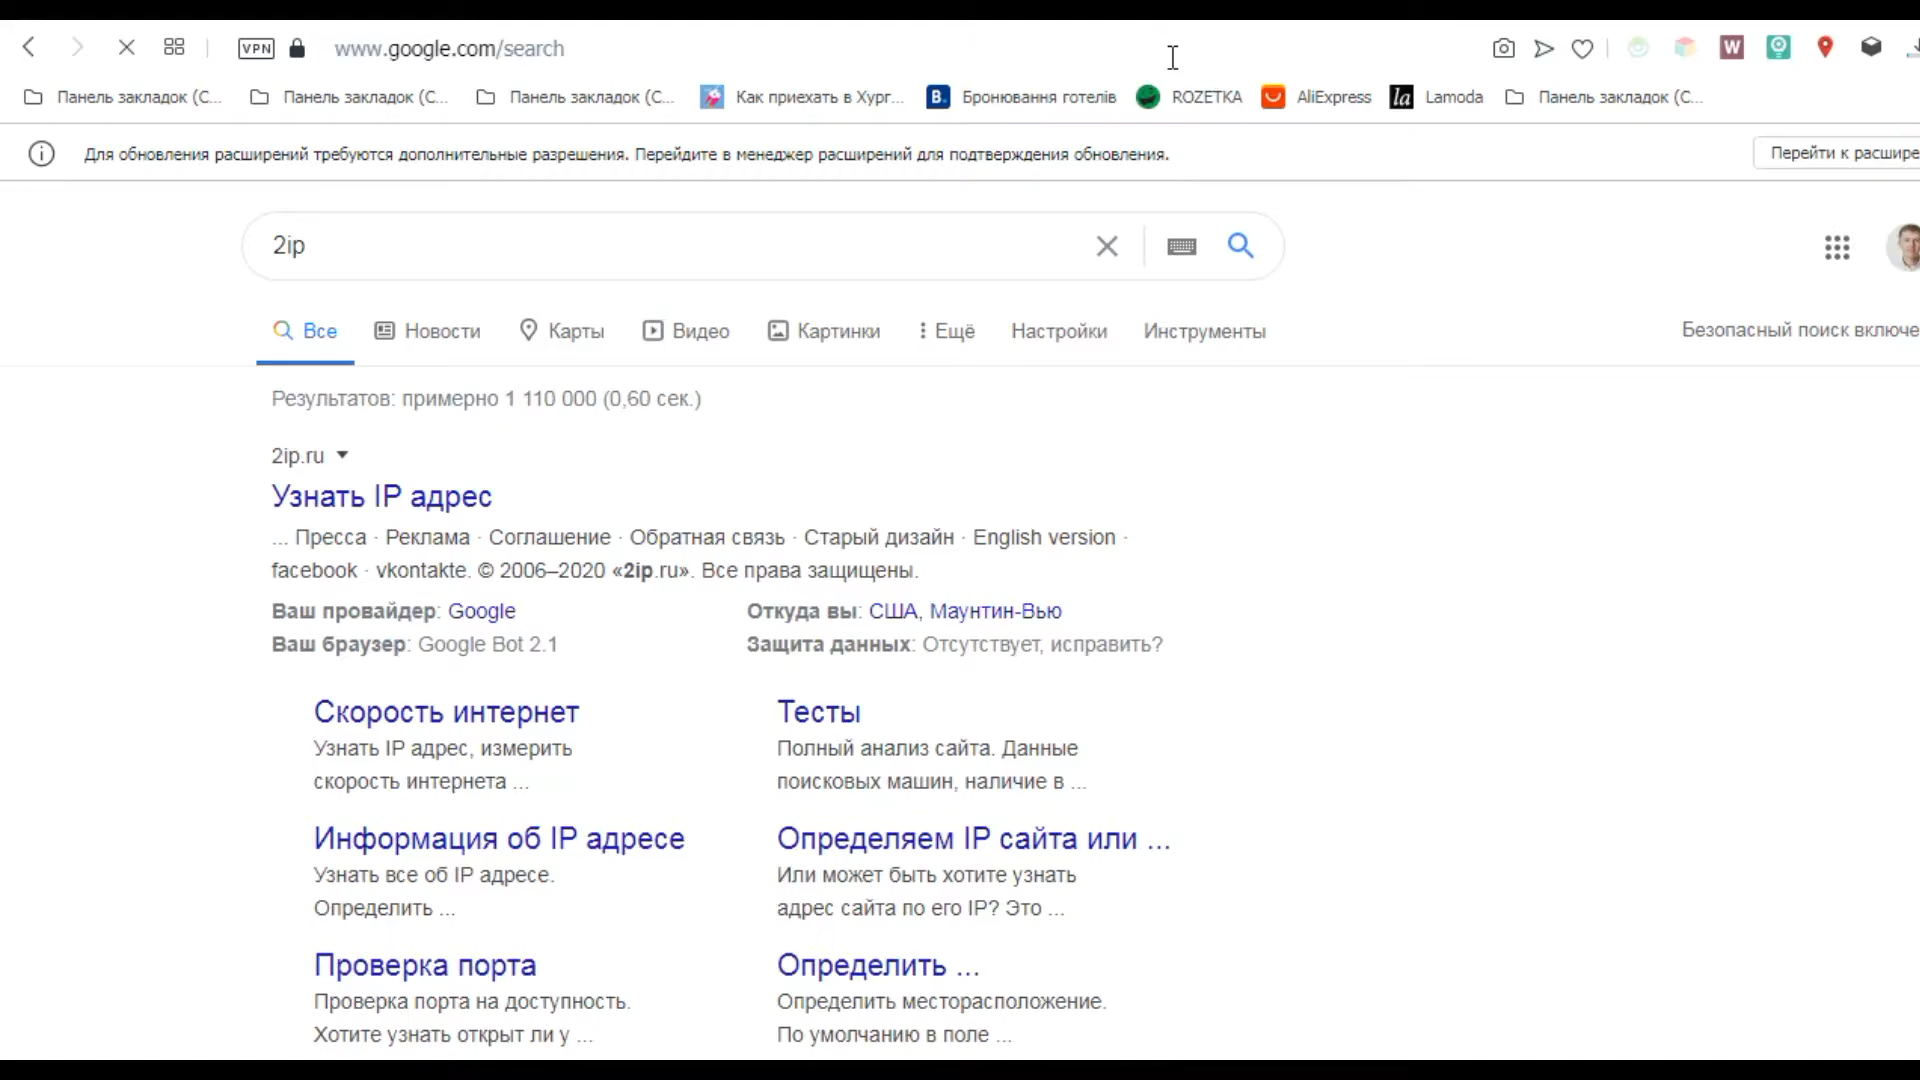 VPN www.google.com/search W
Панель закладок (С... Панель закладок (С... Панель закладок (С... Как приехать в Хург... B. Бронювання готелів ROZETKA AliExpress la Lamoda Панель закладок (С...
Для обновления расширений требуются дополнительные разрешения. Перейдите в менеджер расширений для подтверждения обновления. Перейти к расшире
2ip
Все Новости Карты Видео Картинки Ещё Настройки Инструменты Безопасный поиск включе
Результатов: примерно 1 110 000 (0,60 сек.)
2ip.ru
Узнать IP адрес
... Пресса · Реклама · Соглашение · Обратная связь · Старый дизайн · English version ·
facebook · vkontakte. © 2006–2020 «2ip.ru». Все права защищены.
Ваш провайдер: Google Откуда вы: США, Маунтин-Вью
Ваш браузер: Google Bot 2.1 Защита данных: Отсутствует, исправить?
Скорость интернет
Узнать IP адрес, измерить
скорость интернета ...
Тесты
Полный анализ сайта. Данные
поисковых машин, наличие в ...
Информация об IP адресе
Узнать все об IP адресе.
Определить ...
Определяем IP сайта или ...
Или может быть хотите узнать
адрес сайта по его IP? Это ...
Проверка порта
Проверка порта на доступность.
Хотите узнать открыт ли у ...
Определить ...
Определить месторасположение.
По умолчанию в поле ...